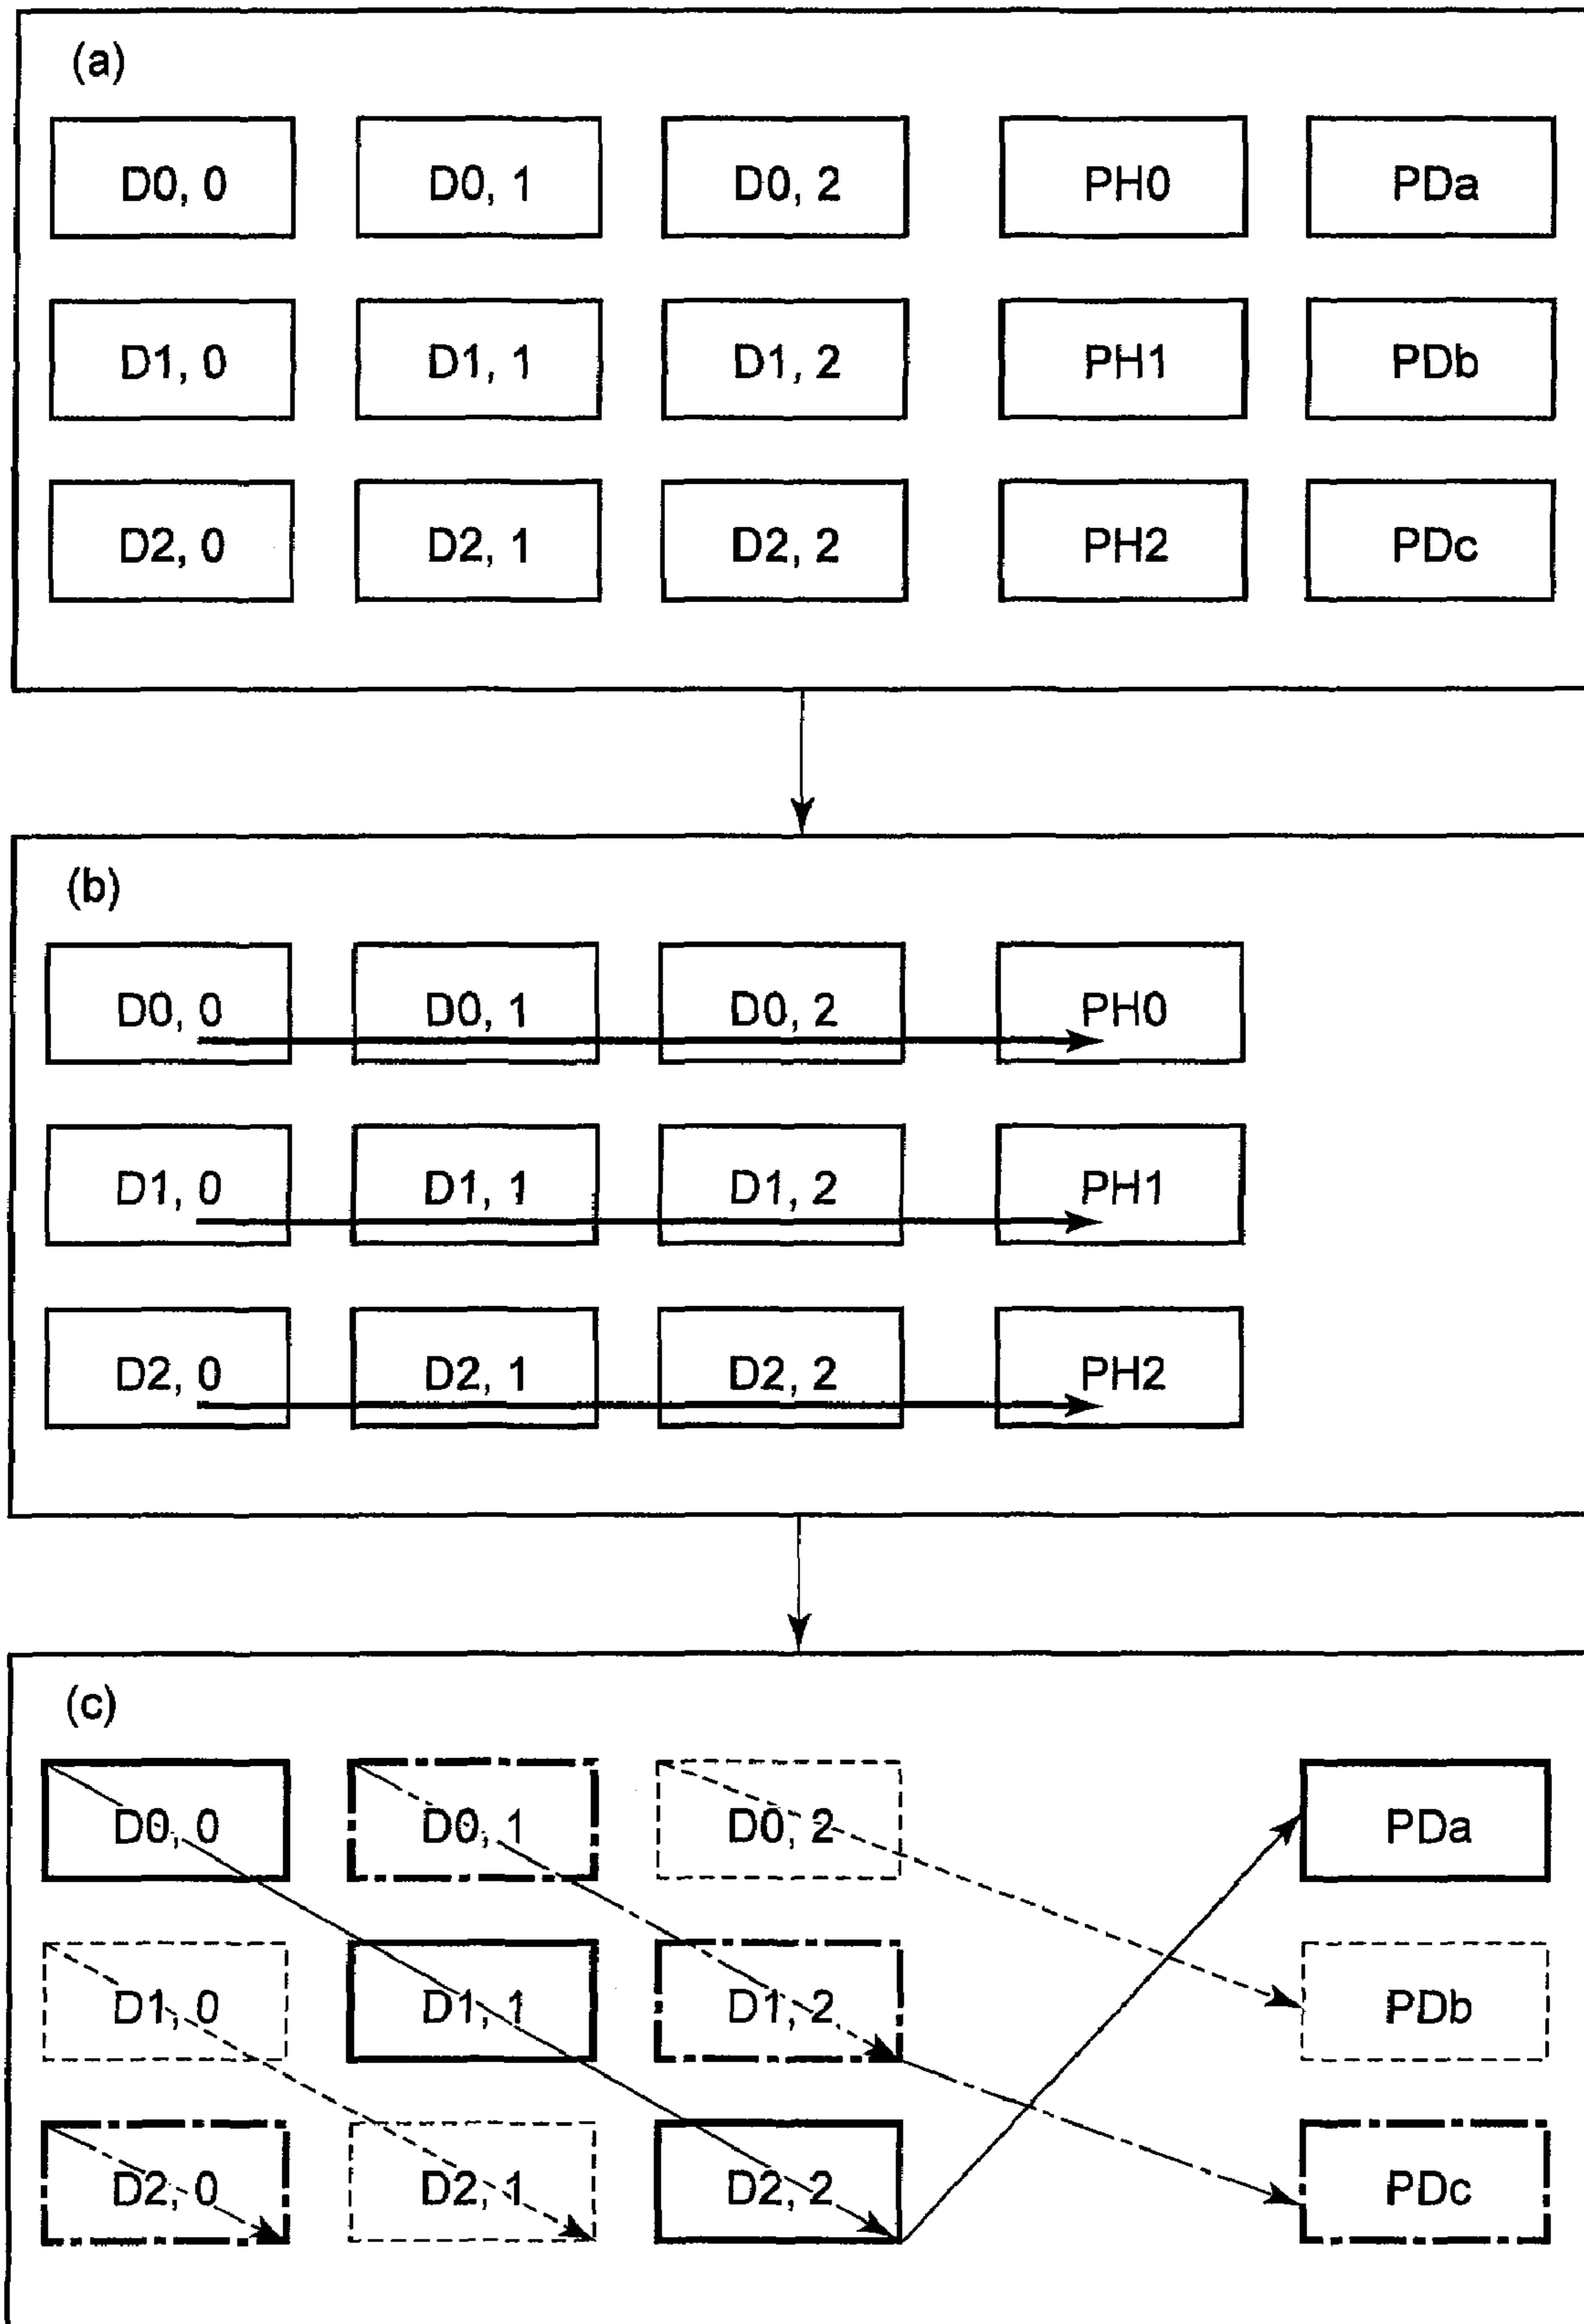 (a)
D0, 0 D0, 1 D0, 2 PH0 PDa
D1, 0 D1, 1 D1, 2 PH1 PDb
D2, 0 D2, 1 D2, 2 PH2 PDc
(b)
D0, 0 D0, 1 D0, 2 PH0
D1, 0 D1, 1 D1, 2 PH1
D2, 0 D2, 1 D2, 2 PH2
(c)
D0, 0 D0, 1 D0, 2 PDa
D1, 0 D1, 1 D1, 2 PDb
D2, 0 D2, 1 D2, 2 PDc